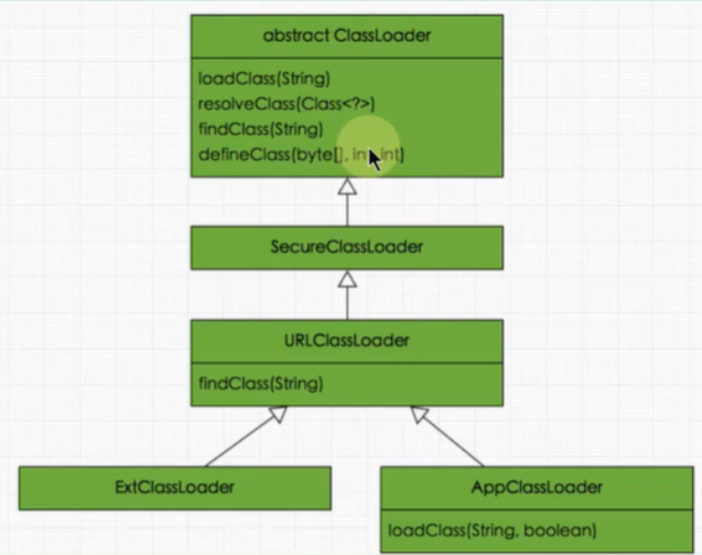 abstract ClassLoader
loadClass(String)
resolveClass(Class<?>)
findClass(String)
defineClass(byte[], int, int)
SecureClassLoader
URLClassLoader
findClass(String)
ExtClassLoader
AppClassLoader
loadClass(String, boolean)